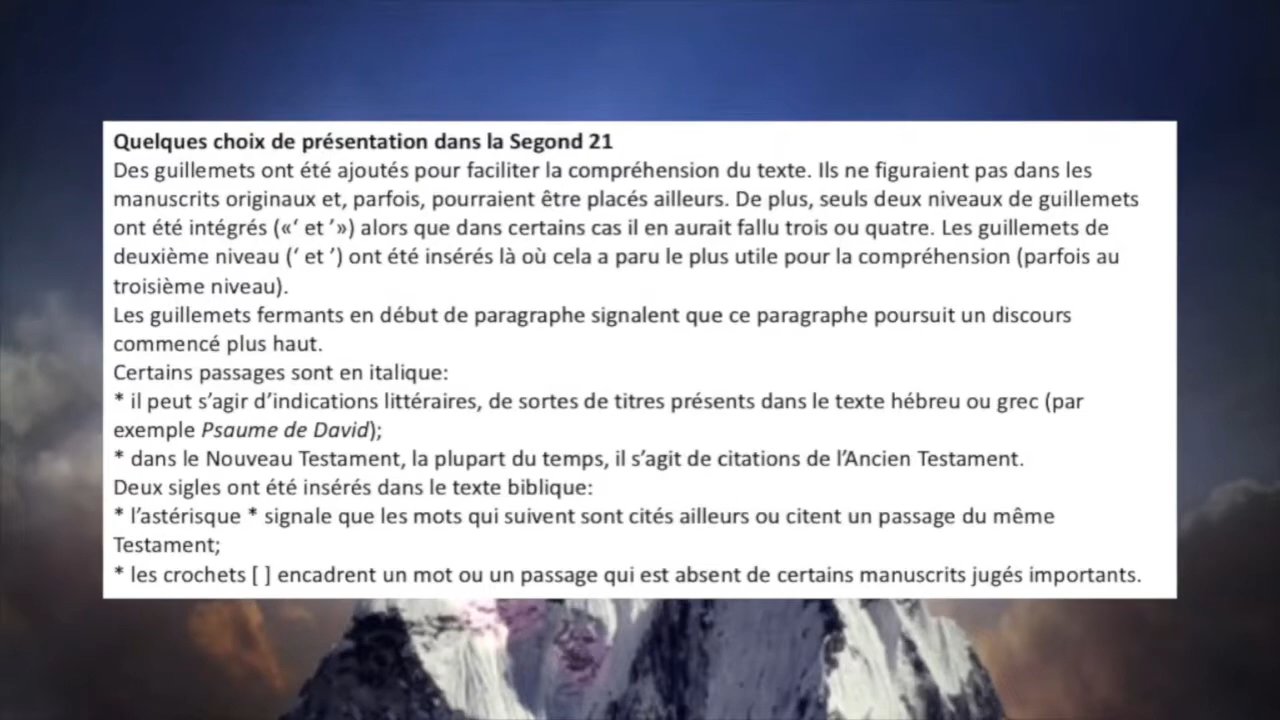 Quelques choix de présentation dans la Segond 21
Des guillemets ont été ajoutés pour faciliter la compréhension du texte. Ils ne figuraient pas dans les
manuscrits originaux et, parfois, pourraient être placés ailleurs. De plus, seuls deux niveaux de guillemets
ont été intégrés («‘ et ’») alors que dans certains cas il en aurait fallu trois ou quatre. Les guillemets de
deuxième niveau (‘ et ’) ont été insérés là où cela a paru le plus utile pour la compréhension (parfois au
troisième niveau).
Les guillemets fermants en début de paragraphe signalent que ce paragraphe poursuit un discours
commencé plus haut.
Certains passages sont en italique:
* il peut s’agir d’indications littéraires, de sortes de titres présents dans le texte hébreu ou grec (par
exemple Psaume de David);
* dans le Nouveau Testament, la plupart du temps, il s’agit de citations de l’Ancien Testament.
Deux sigles ont été insérés dans le texte biblique:
* l’astérisque * signale que les mots qui suivent sont cités ailleurs ou citent un passage du même
Testament;
* les crochets [ ] encadrent un mot ou un passage qui est absent de certains manuscrits jugés importants.